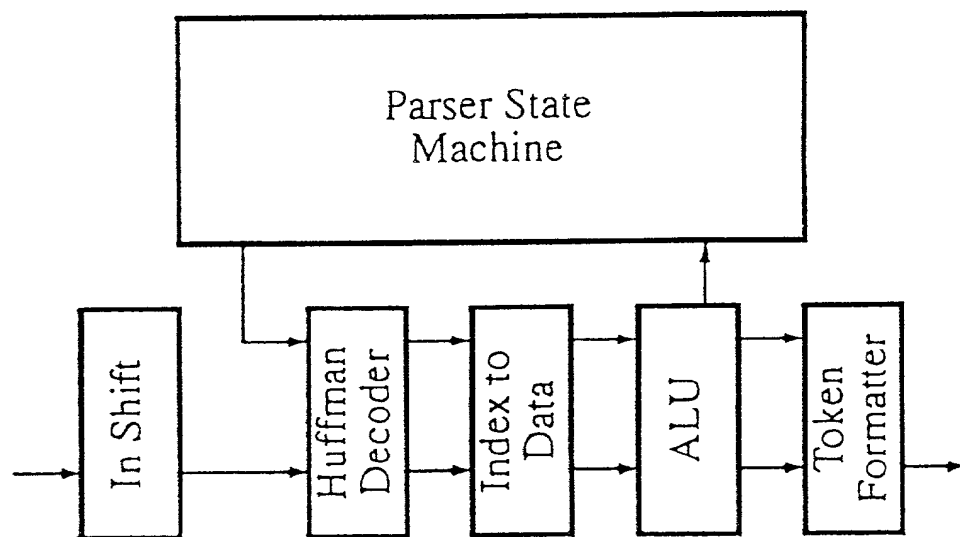 Parser State
Machine
In Shift
Huffman
Decoder
Index to
Data
ALU
Token
Formatter